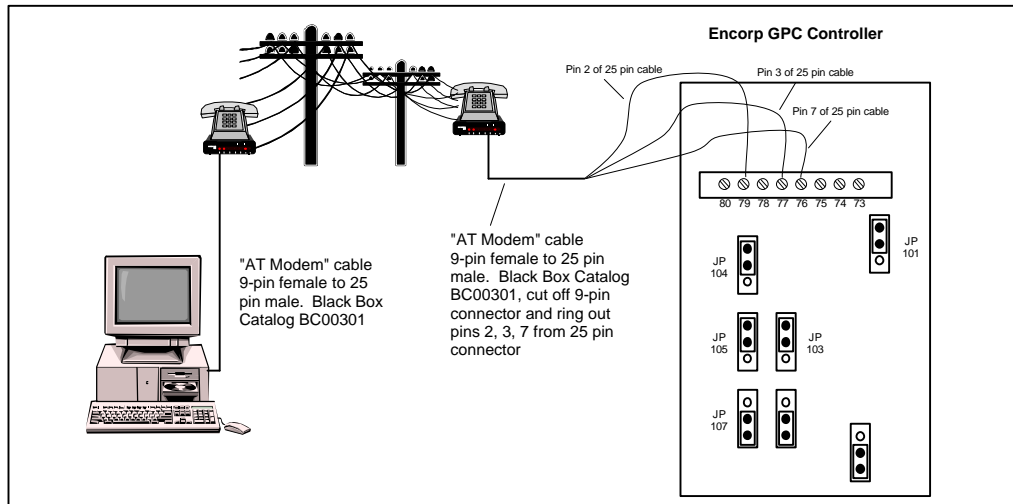 Encorp GPC Controller
Pin 2 of 25 pin cable
Pin 3 of 25 pin cable
Pin 7 of 25 pin cable
80 79 78 77 76 75 74 73
"AT Modem" cable
9-pin female to 25
pin male. Black Box
Catalog BC00301
"AT Modem" cable
9-pin female to 25 pin
male. Black Box Catalog
BC00301, cut off 9-pin
connector and ring out
pins 2, 3, 7 from 25 pin
connector
JP
101
JP
104
JP
105
JP
103
JP
107